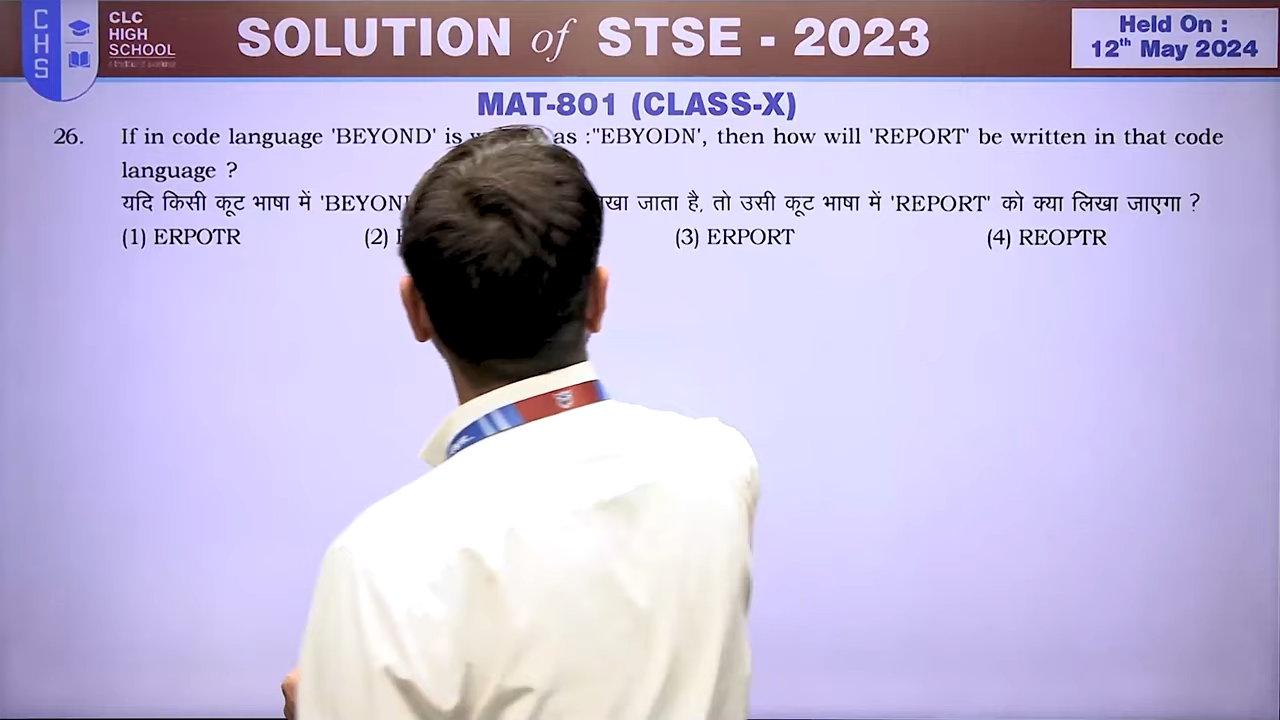 CHS
CLC
HIGH
SCHOOL
SOLUTION of STSE - 2023
Held On :
12th May 2024
MAT-801 (CLASS-X)
26. If in code language 'BEYOND' is as :"EBYODN', then how will 'REPORT' be written in that code
language ?
यदि किसी कूट भाषा में जाता है, तो उसी कूट भाषा में 'REPORT' को क्या लिखा जाएगा ?
(1) ERPOTR (2) (3) ERPORT (4) REOPTR